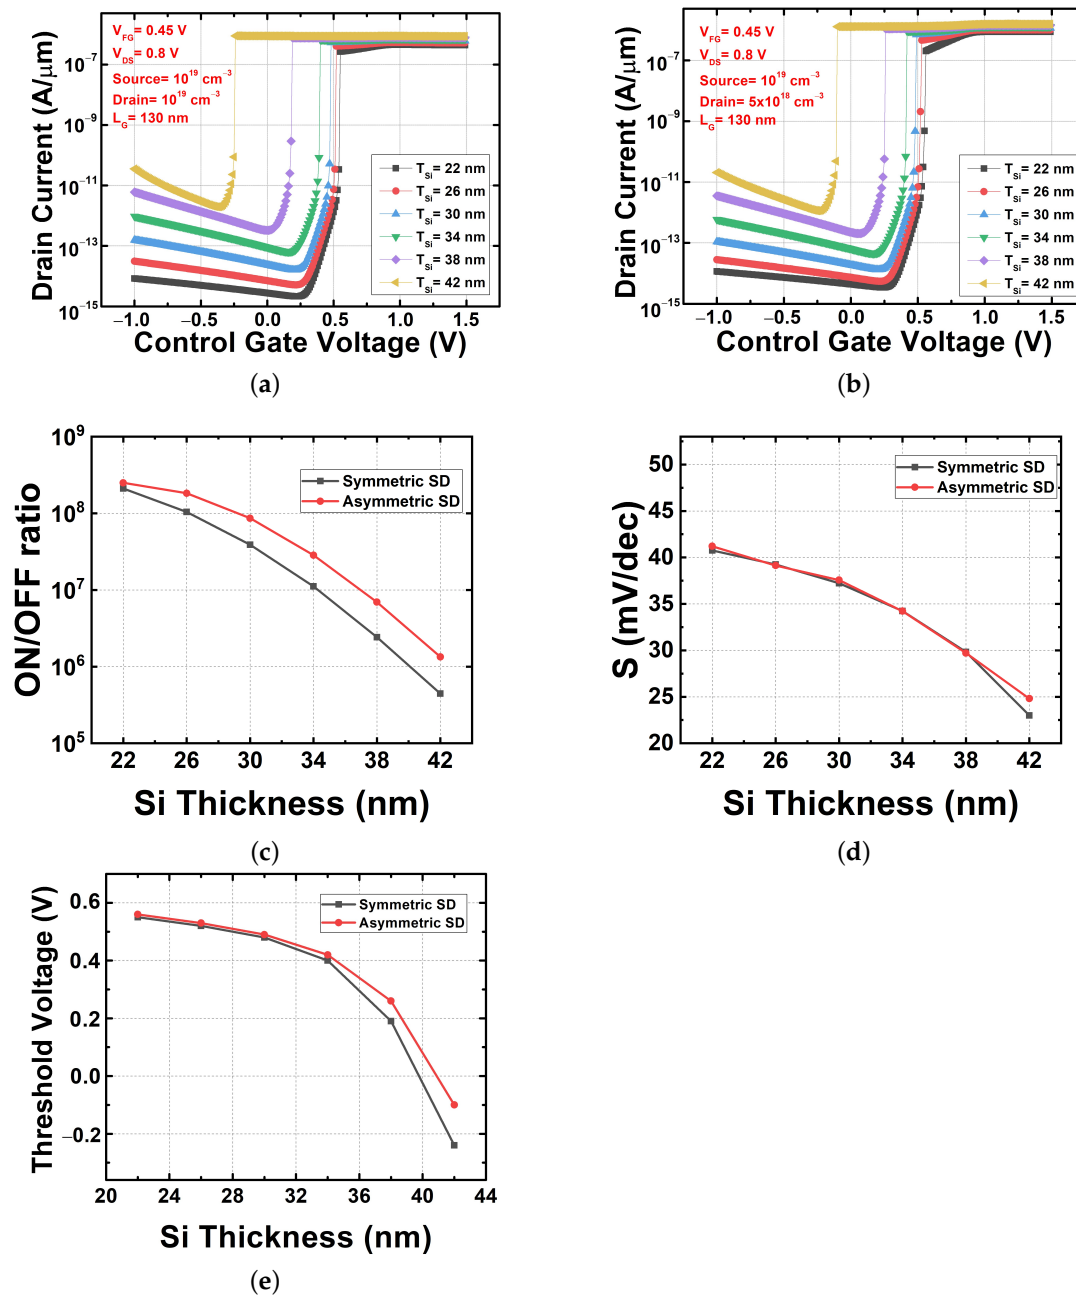 V_FG= 0.45 V
V_DS= 0.8 V
Source= 10^19 cm^−3
Drain= 10^19 cm^−3
L_G= 130 nm
T_Si= 22 nm
T_Si= 26 nm
T_Si= 30 nm
T_Si= 34 nm
T_Si= 38 nm
T_Si= 42 nm
10^−7
10^−9
10^−11
10^−13
10^−15
Drain Current (A/μm)
−1.0 −0.5 0.0 0.5 1.0 1.5
Control Gate Voltage (V)
(a)
V_FG= 0.45 V
V_DS= 0.8 V
Source= 10^19 cm^−3
Drain= 5x10^18 cm^−3
L_G= 130 nm
T_Si= 22 nm
T_Si= 26 nm
T_Si= 30 nm
T_Si= 34 nm
T_Si= 38 nm
T_Si= 42 nm
10^−7
10^−9
10^−11
10^−13
10^−15
Drain Current (A/μm)
−1.0 −0.5 0.0 0.5 1.0 1.5
Control Gate Voltage (V)
(b)
10^9
10^8
10^7
10^6
10^5
ON/OFF ratio
Symmetric SD
Asymmetric SD
22 26 30 34 38 42
Si Thickness (nm)
(c)
50
45
40
35
30
25
20
S (mV/dec)
Symmetric SD
Asymmetric SD
22 26 30 34 38 42
Si Thickness (nm)
(d)
0.6
0.4
0.2
0.0
−0.2
Threshold Voltage (V)
Symmetric SD
Asymmetric SD
20 24 28 32 36 40 44
Si Thickness (nm)
(e)